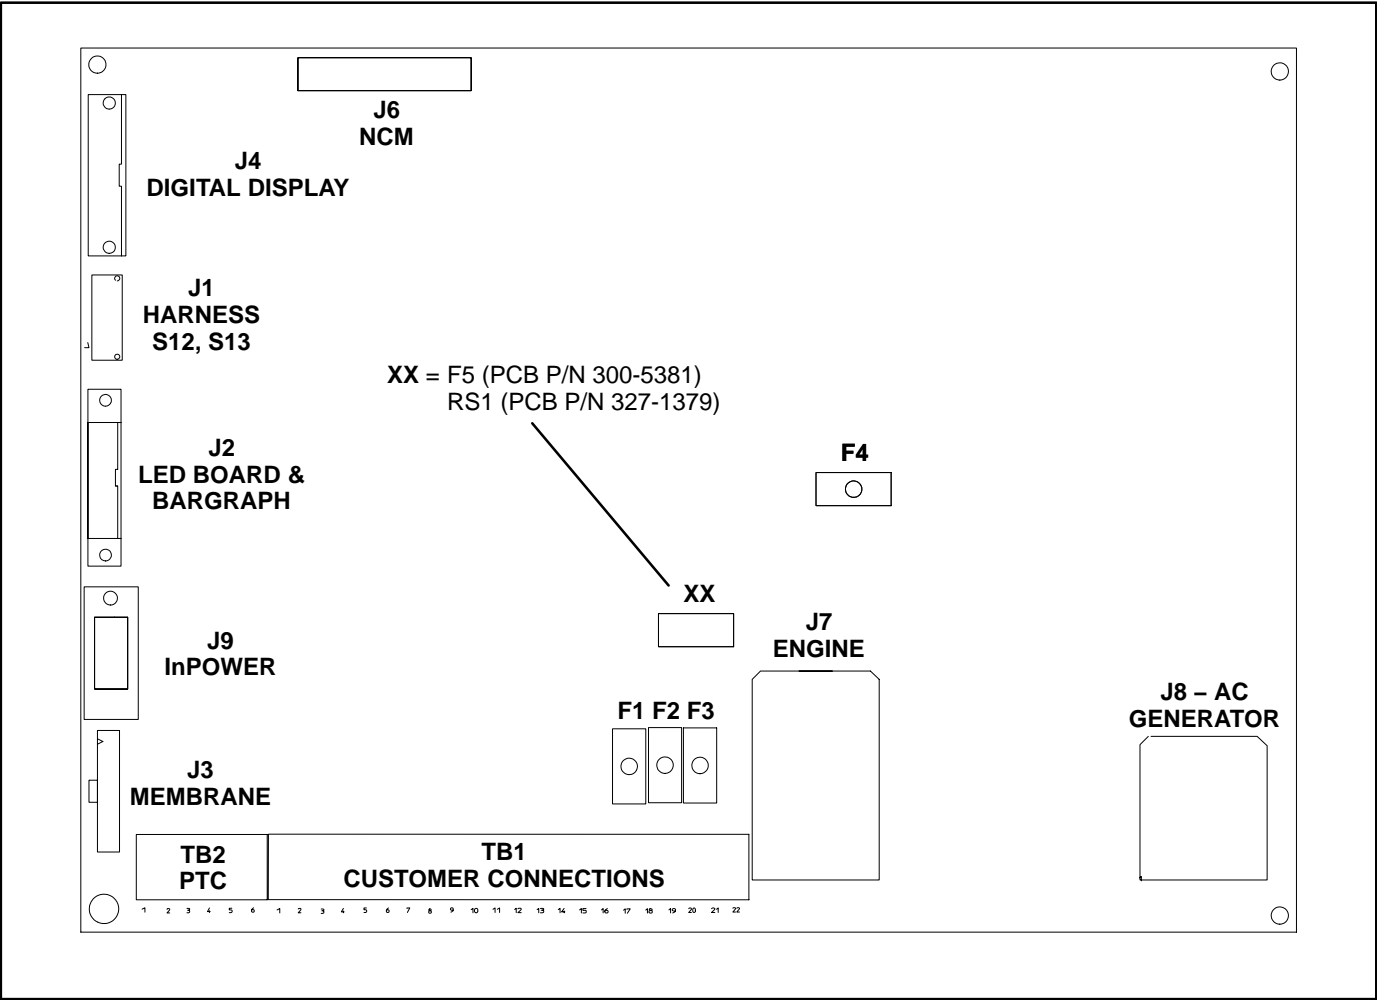 J6
NCM
J4
DIGITAL DISPLAY
J1
HARNESS
S12, S13
XX = F5 (PCB P/N 300-5381)
RS1 (PCB P/N 327-1379)
J2
LED BOARD &
BARGRAPH
F4
XX
J9
InPOWER
J7
ENGINE
J8 – AC
GENERATOR
F1 F2 F3
J3
MEMBRANE
TB2
PTC
TB1
CUSTOMER CONNECTIONS
1 2 3 4 5 6 1 2 3 4 5 6 7 8 9 10 11 12 13 14 15 16 17 18 19 20 21 22